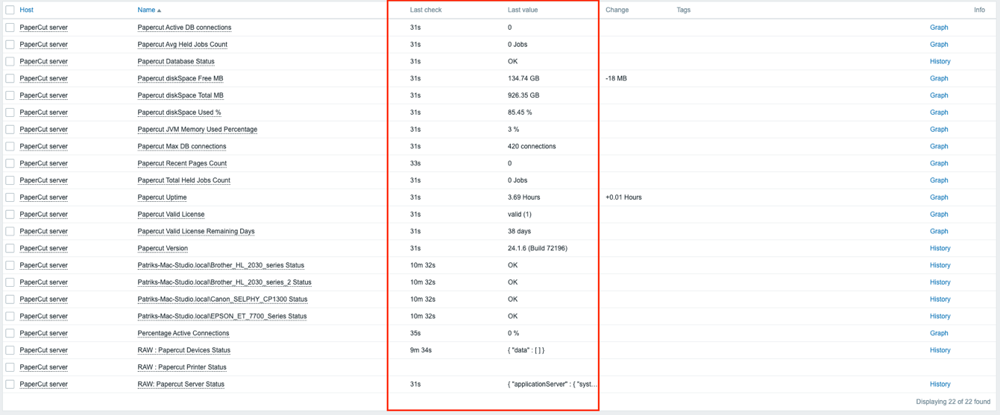 Host Name Last check Last value Change Tags Info
PaperCut server Papercut Active DB connections 31s 0 Graph
PaperCut server Papercut Avg Held Jobs Count 31s 0 Jobs Graph
PaperCut server Papercut Database Status 31s OK History
PaperCut server Papercut diskSpace Free MB 31s 134.74 GB -18 MB Graph
PaperCut server Papercut diskSpace Total MB 31s 926.35 GB Graph
PaperCut server Papercut diskSpace Used % 31s 85.45 % Graph
PaperCut server Papercut JVM Memory Used Percentage 31s 3 % Graph
PaperCut server Papercut Max DB connections 31s 420 connections Graph
PaperCut server Papercut Recent Pages Count 33s 0 Graph
PaperCut server Papercut Total Held Jobs Count 31s 0 Jobs Graph
PaperCut server Papercut Uptime 31s 3.69 Hours +0.01 Hours Graph
PaperCut server Papercut Valid License 31s valid (1) Graph
PaperCut server Papercut Valid License Remaining Days 31s 38 days Graph
PaperCut server Papercut Version 31s 24.1.6 (Build 72196) History
PaperCut server Patriks-Mac-Studio.local\Brother_HL_2030_series Status 10m 32s OK History
PaperCut server Patriks-Mac-Studio.local\Brother_HL_2030_series_2 Status 10m 32s OK History
PaperCut server Patriks-Mac-Studio.local\Canon_SELPHY_CP1300 Status 10m 32s OK History
PaperCut server Patriks-Mac-Studio.local\EPSON_ET_7700_Series Status 10m 32s OK History
PaperCut server Percentage Active Connections 35s 0 % Graph
PaperCut server RAW : Papercut Devices Status 9m 34s { "data" : [ ] } History
PaperCut server RAW : Papercut Printer Status
PaperCut server RAW: Papercut Server Status 31s { "applicationServer" : { "syst... History
Displaying 22 of 22 found